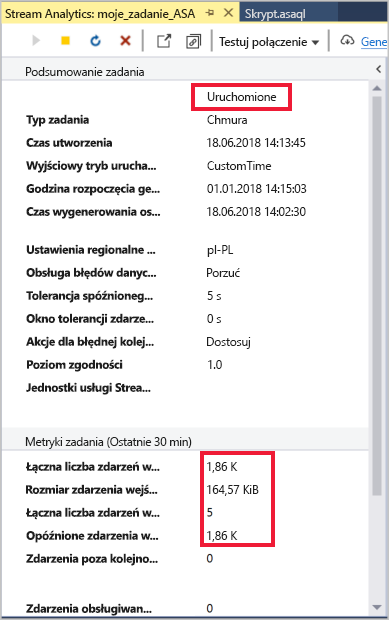 Stream Analytics: moje_zadanie_ASA Skrypt.asaql
Testuj połączenie Gene
Podsumowanie zadania
Uruchomione
Typ zadania Chmura
Czas utworzenia 18.06.2018 14:13:45
Wyjściowy tryb urucha... CustomTime
Godzina rozpoczęcia ge... 01.01.2018 14:15:03
Czas wygenerowania os... 18.06.2018 14:02:30
Ustawienia regionalne ... pl-PL
Obsługa błędów danyc... Porzuć
Tolerancja spóźnioneg... 5 s
Okno tolerancji zdarze... 0 s
Akcje dla błędnej kolej... Dostosuj
Poziom zgodności 1.0
Jednostki usługi Strea...
Metryki zadania (Ostatnie 30 min)
Łączna liczba zdarzeń w... 1,86 K
Rozmiar zdarzenia wejś... 164,57 KiB
Łączna liczba zdarzeń w... 5
Opóźnione zdarzenia w... 1,86 K
Zdarzenia poza kolejno... 0
Zdarzenia obsługiwan... 0